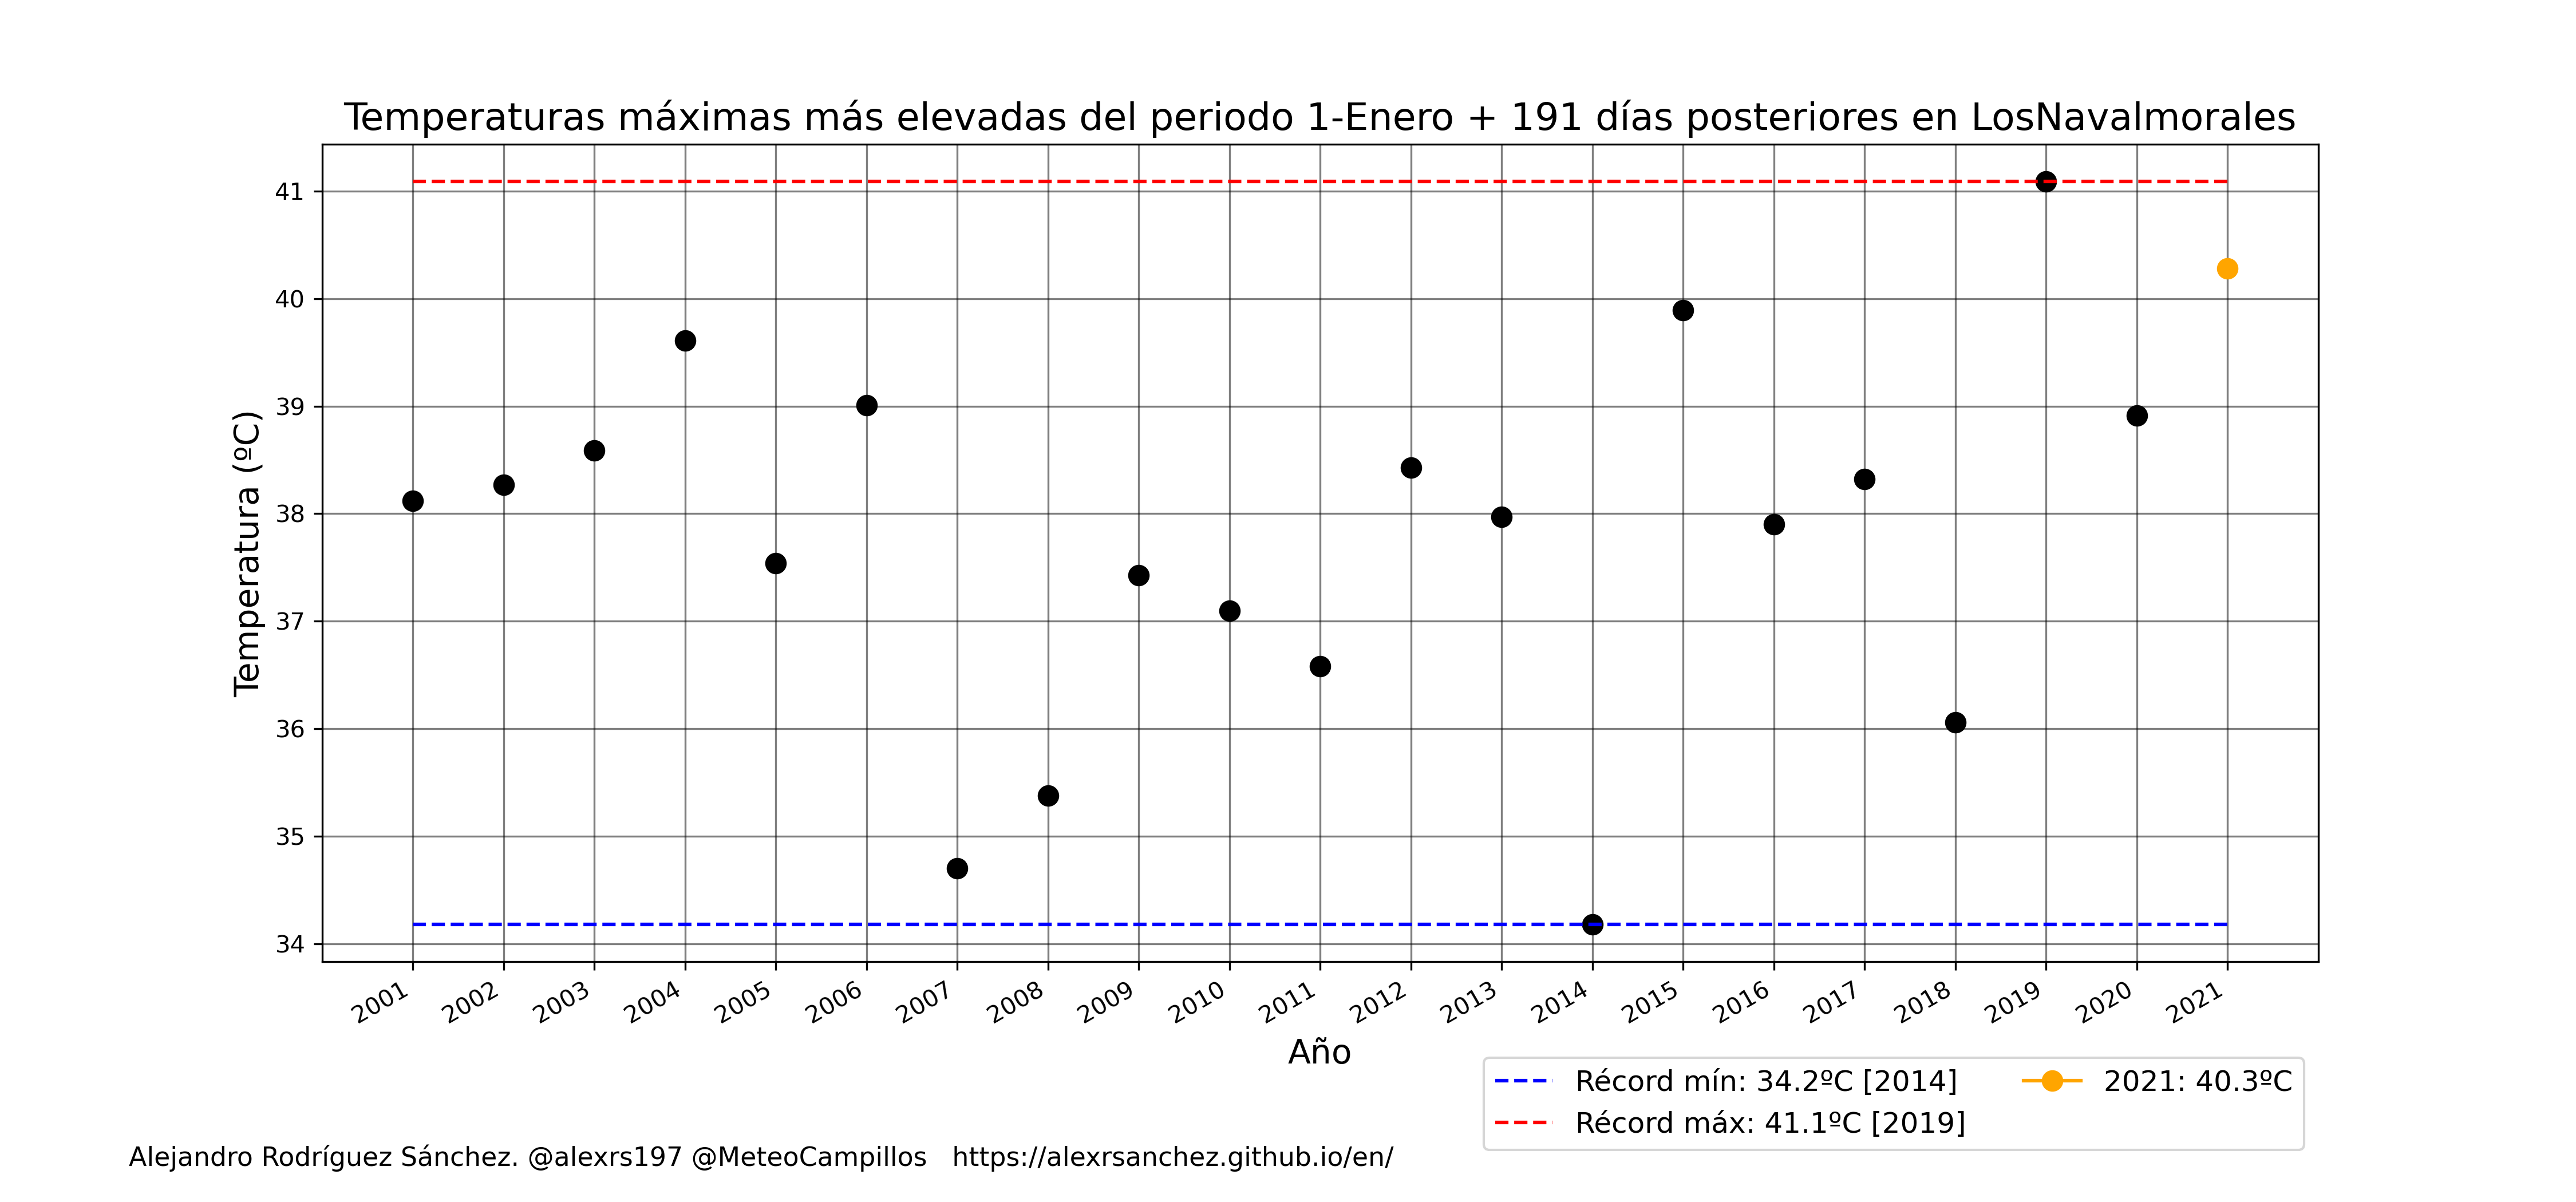 Temperaturas máximas más elevadas del periodo 1-Enero + 191 días posteriores en LosNavalmorales
Temperatura (ºC)
41
40
39
38
37
36
35
34
2001 2002 2003 2004 2005 2006 2007 2008 2009 2010 2011 2012 2013 2014 2015 2016 2017 2018 2019 2020 2021
Año
Récord mín: 34.2ºC [2014]
Récord máx: 41.1ºC [2019]
2021: 40.3ºC
Alejandro Rodríguez Sánchez. @alexrs197 @MeteoCampillos https://alexrsanchez.github.io/en/